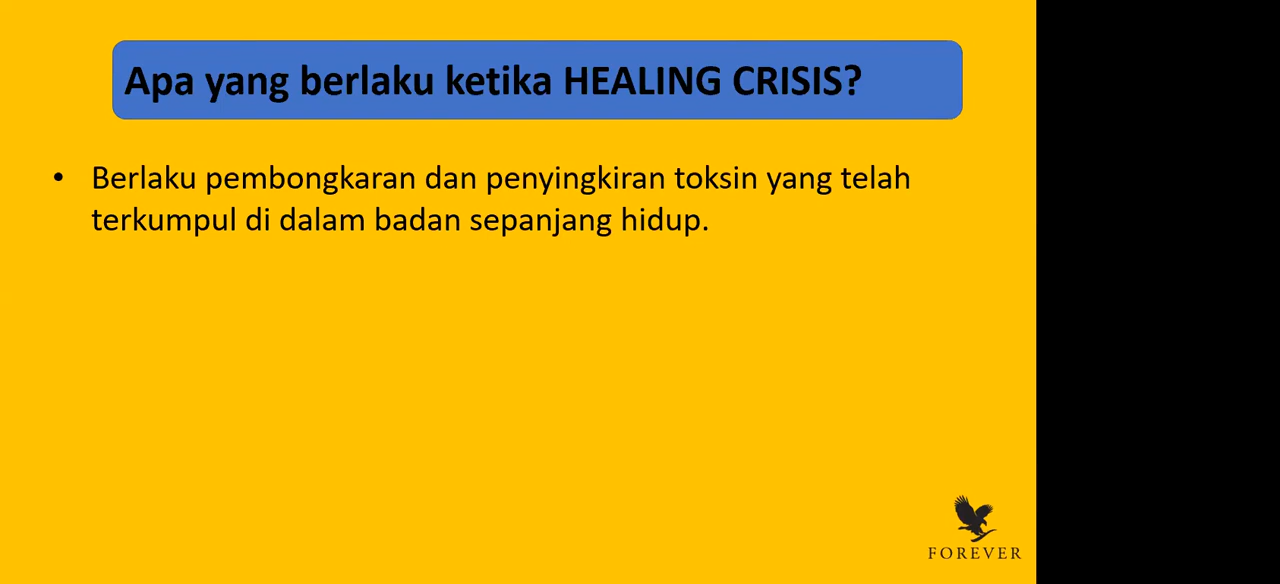 Apa yang berlaku ketika HEALING CRISIS?
• Berlaku pembongkaran dan penyingkiran toksin yang telah
terkumpul di dalam badan sepanjang hidup.
FOREVER